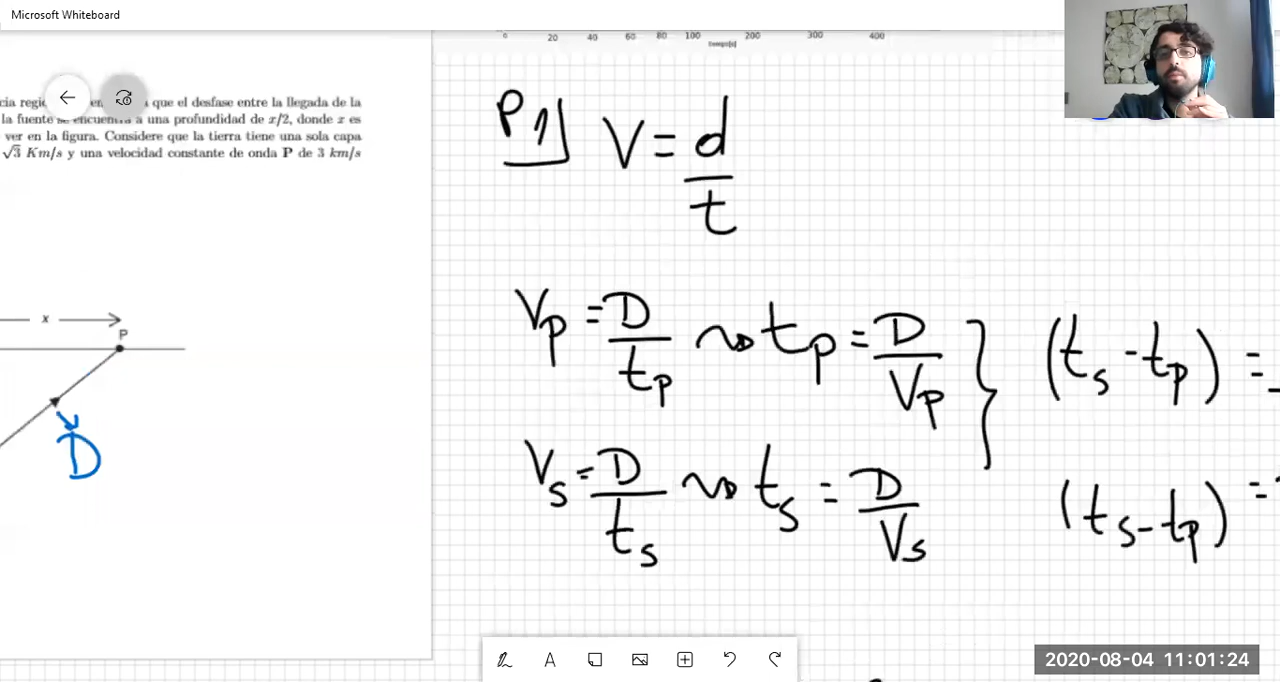 Microsoft Whiteboard
0 20 40 60 80 100 200 300 400
Tiempo[s]
que el desfase entre la llegada de la
la fuente se encuentra a una profundidad de x/2, donde x es
ver en la figura. Considere que la tierra tiene una sola capa
√3 Km/s y una velocidad constante de onda P de 3 km/s
x
P
D
P1 V = d/t
Vp = D/tp ⇝ tp = D/Vp } (ts - tp) =
Vs = D/ts ⇝ ts = D/Vs (ts - tp) =
A
2020-08-04 11:01:24